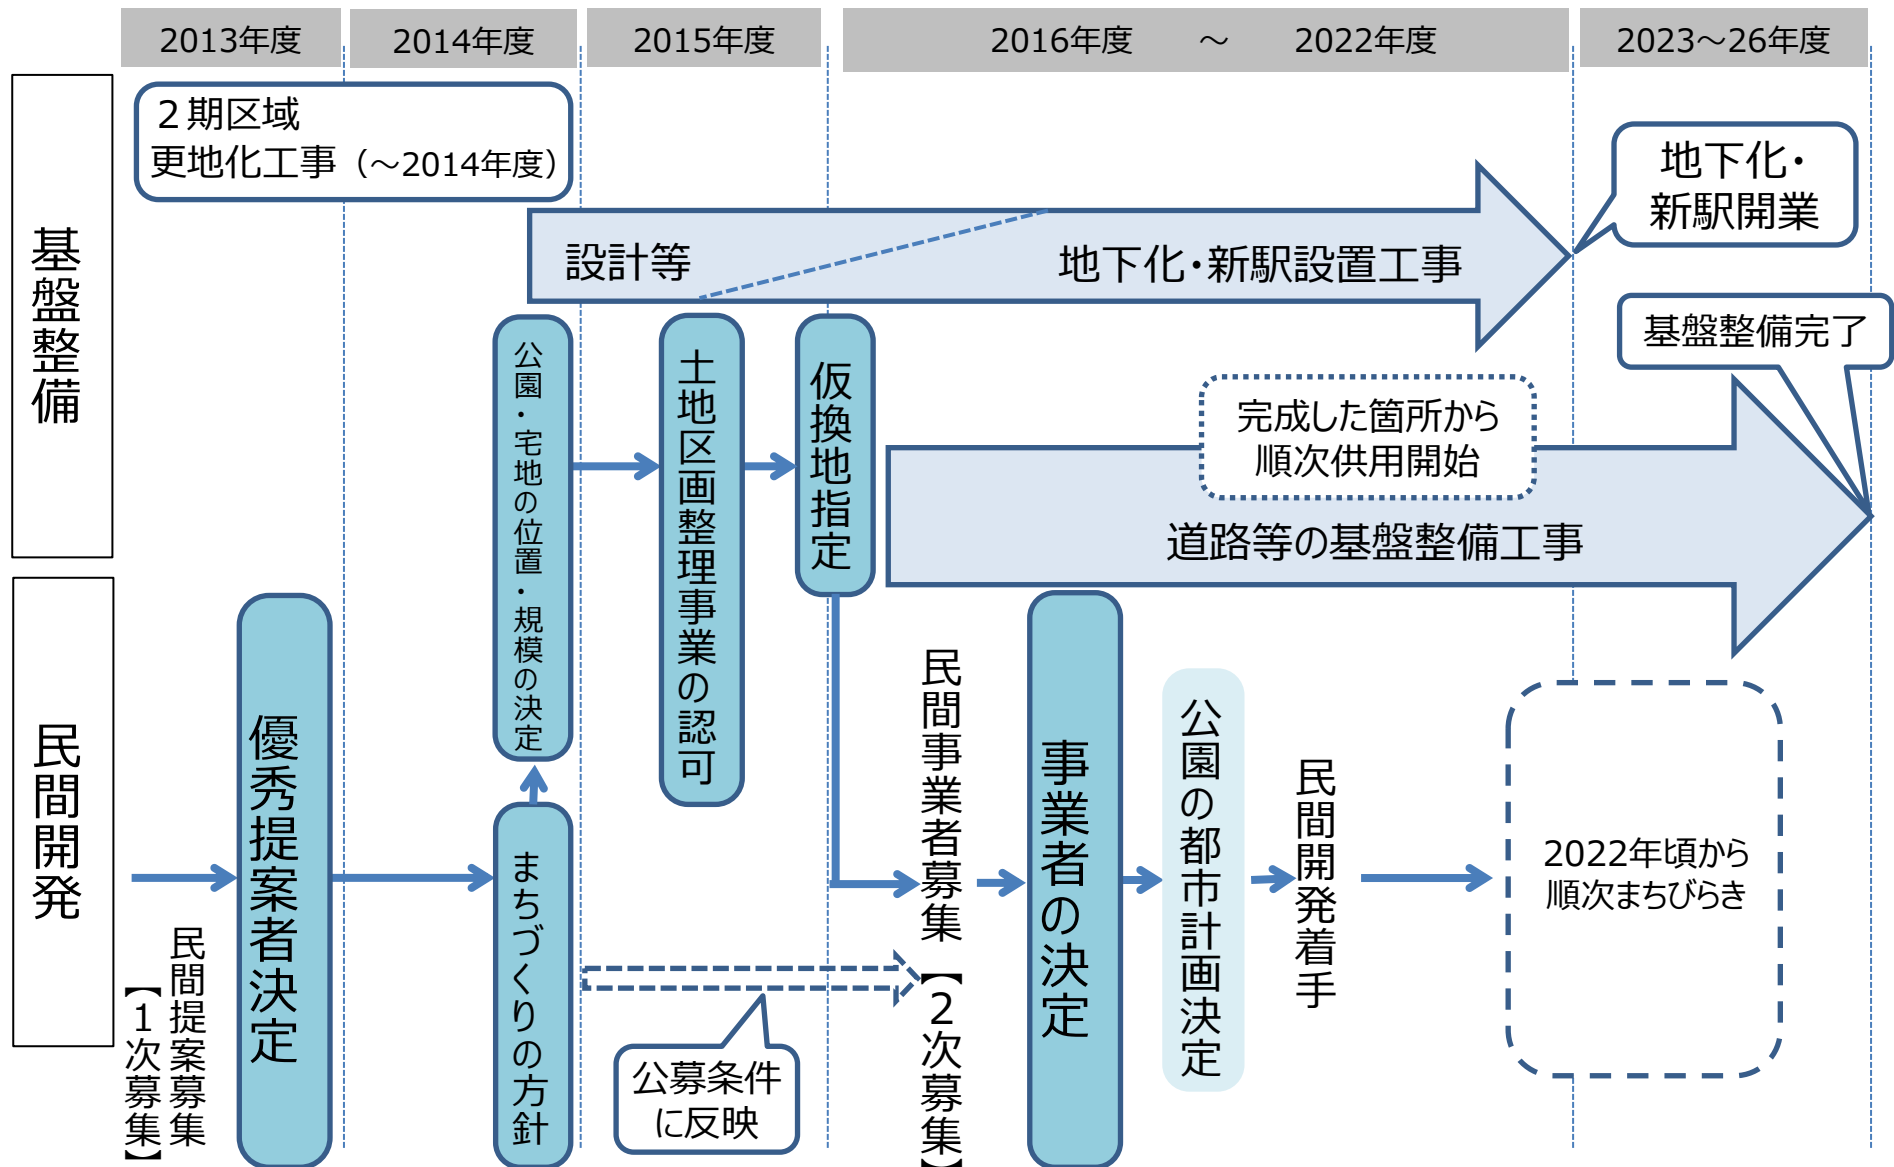 2013年度
2014年度
2015年度
2016年度　～　2022年度
2023～26年度
基盤整備
２期区域
更地化工事（～2014年度）
設計等
地下化・新駅設置工事
地下化・
新駅開業
公園・宅地の位置・規模の決定
土地区画整理事業の認可
仮換地指定
完成した箇所から
順次供用開始
道路等の基盤整備工事
基盤整備完了
民間開発
民間提案募集
【１次募集】
優秀提案者決定
まちづくりの方針
公募条件
に反映
民間事業者募集【２次募集】
事業者の決定
公園の都市計画決定
民間開発着手
2022年頃から
順次まちびらき